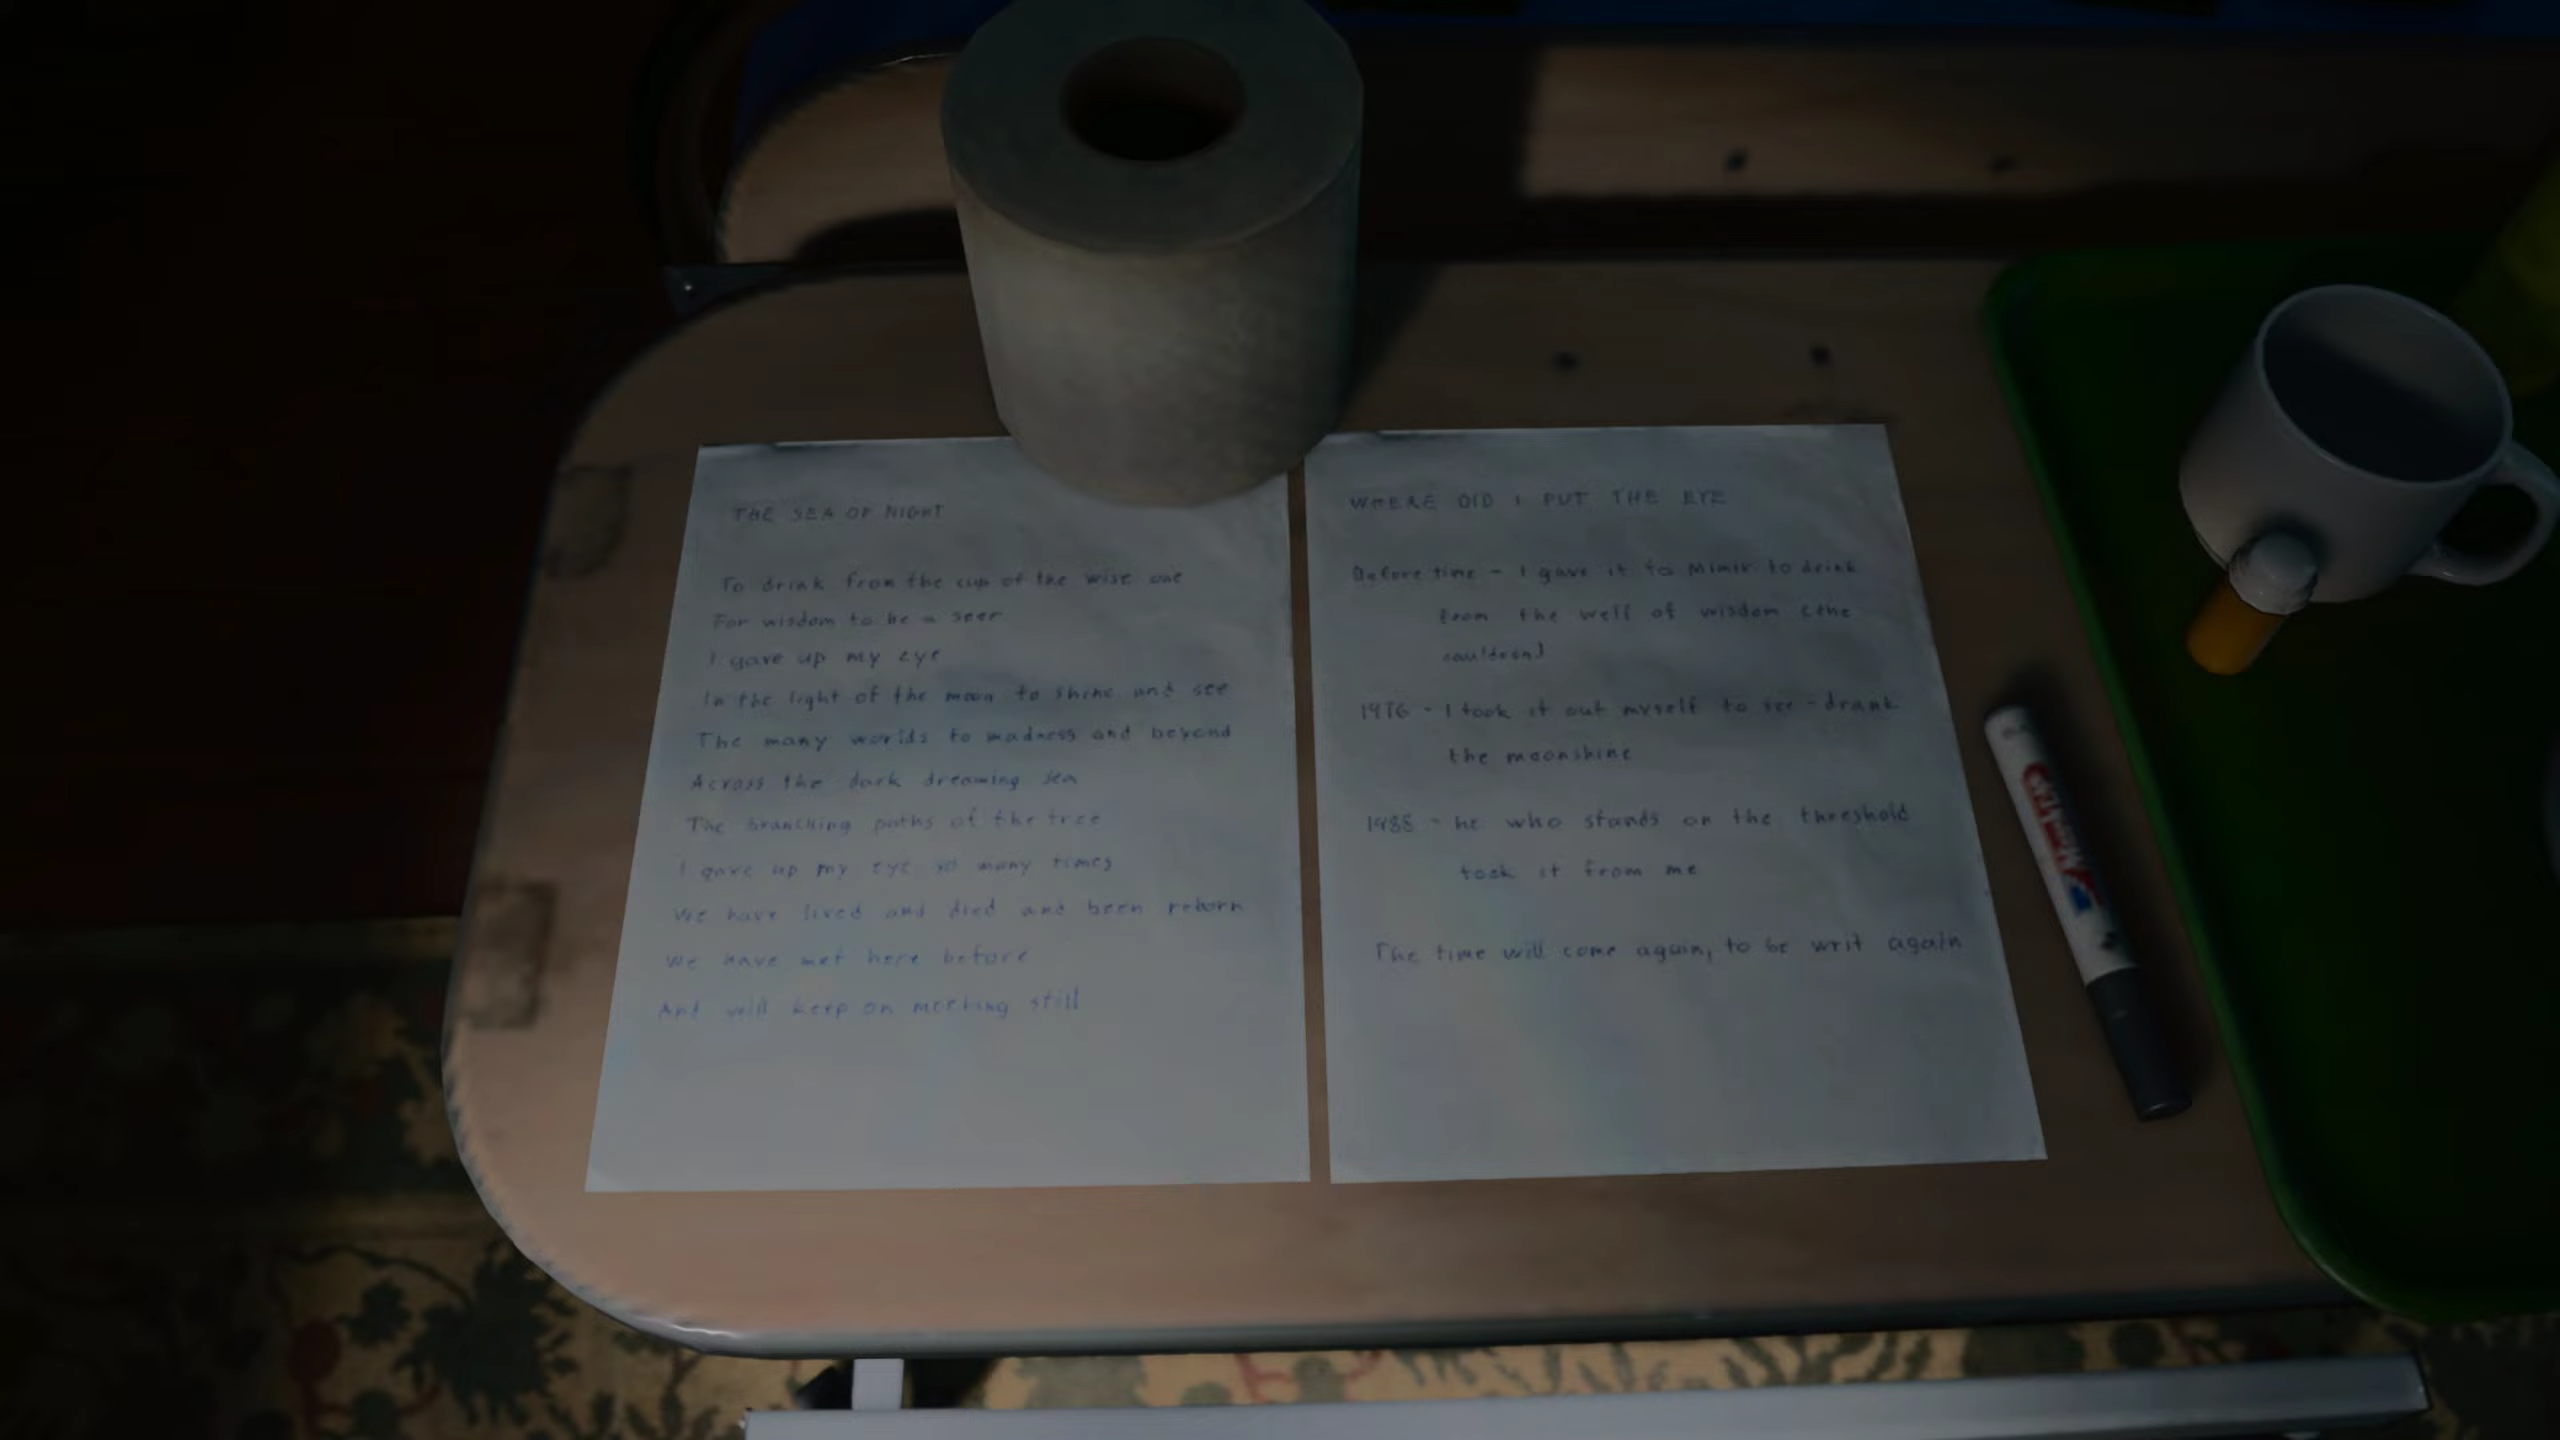 THE SEA OF NIGHT
To drink from the cup of the wise one
For wisdom to be a seer
I gave up my eye
In the light of the moon to shine and see
The many worlds to madness and beyond
Across the dark dreaming sea
The branching paths of the tree
I gave up my eye so many times
We have lived and died and been reborn
We have met here before
And will keep on meeting still
WHERE DID I PUT THE EYE
Before time - I gave it to Mimir to drink
from the well of wisdom (the
cauldron)
1976 - I took it out myself to see - drank
the moonshine
1988 - he who stands on the threshold
took it from me
The time will come again, to be writ again